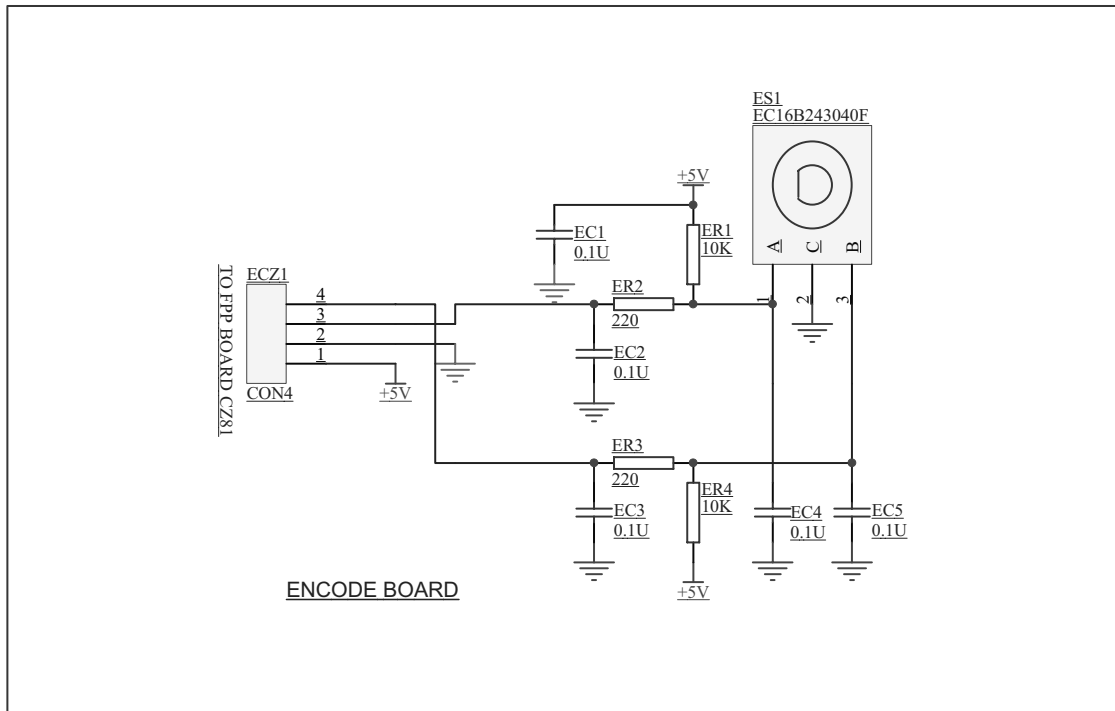 ES1
EC16B243040F
A
C
B
1
2
3
+5V
EC1
0.1U
ER1
10K
TO FPP BOARD CZ81
ECZ1
4
3
2
1
CON4
+5V
ER2
220
EC2
0.1U
ER3
220
EC3
0.1U
ER4
10K
+5V
EC4
0.1U
EC5
0.1U
ENCODE BOARD